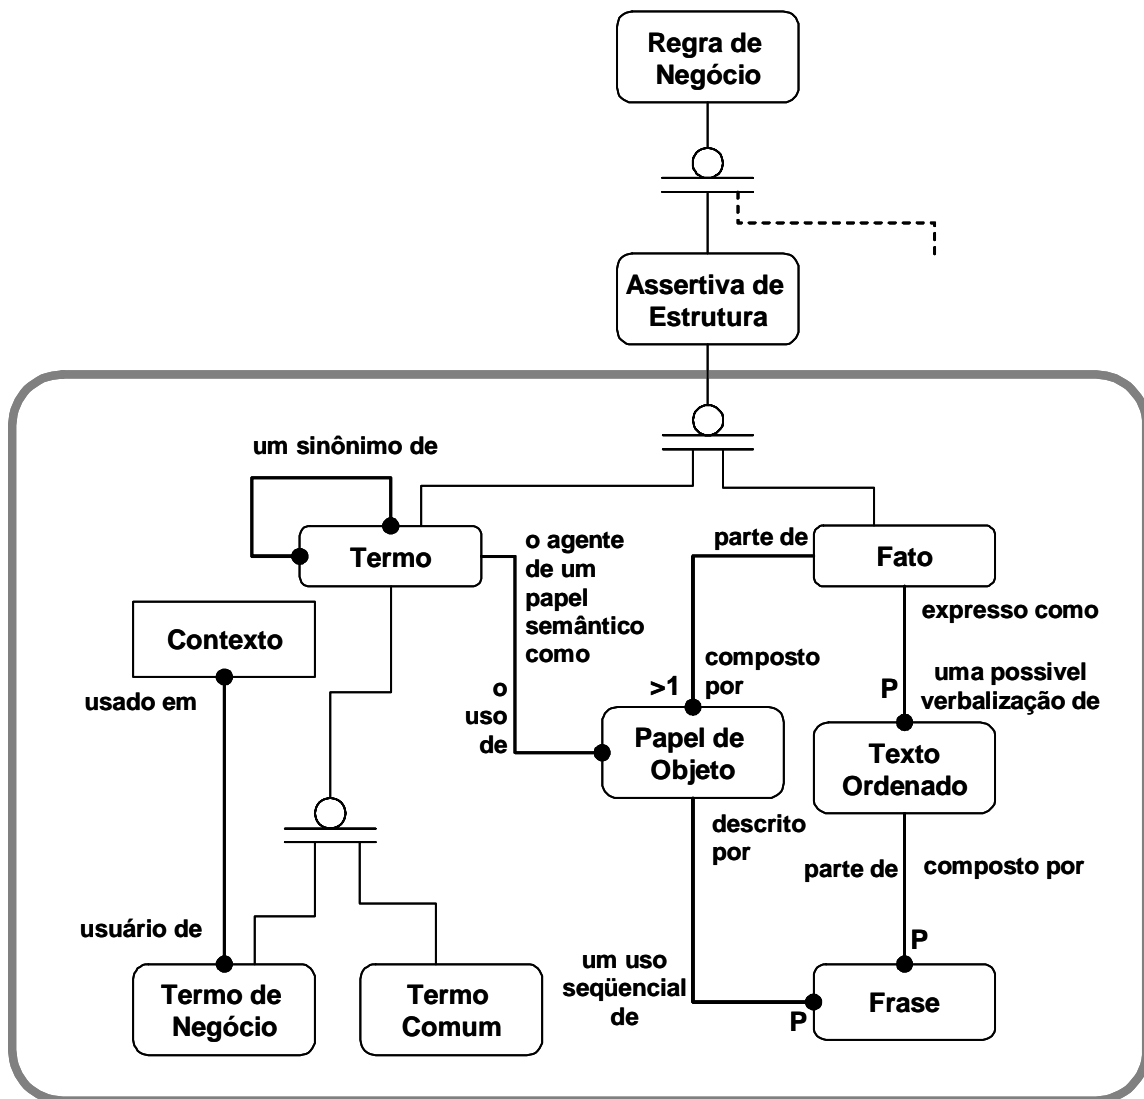 Regra de
Negócio
Assertiva de
Estrutura
um sinônimo de
Termo
o agente
de um
papel
semântico
como
parte de
Fato
expresso como
Contexto
usado em
o
uso
de
>1
composto
por
P
uma possivel
verbalização de
Papel de
Objeto
Texto
Ordenado
descrito
por
parte de
composto por
usuário de
um uso
seqüencial
de
P
P
Termo de
Negócio
Termo
Comum
Frase